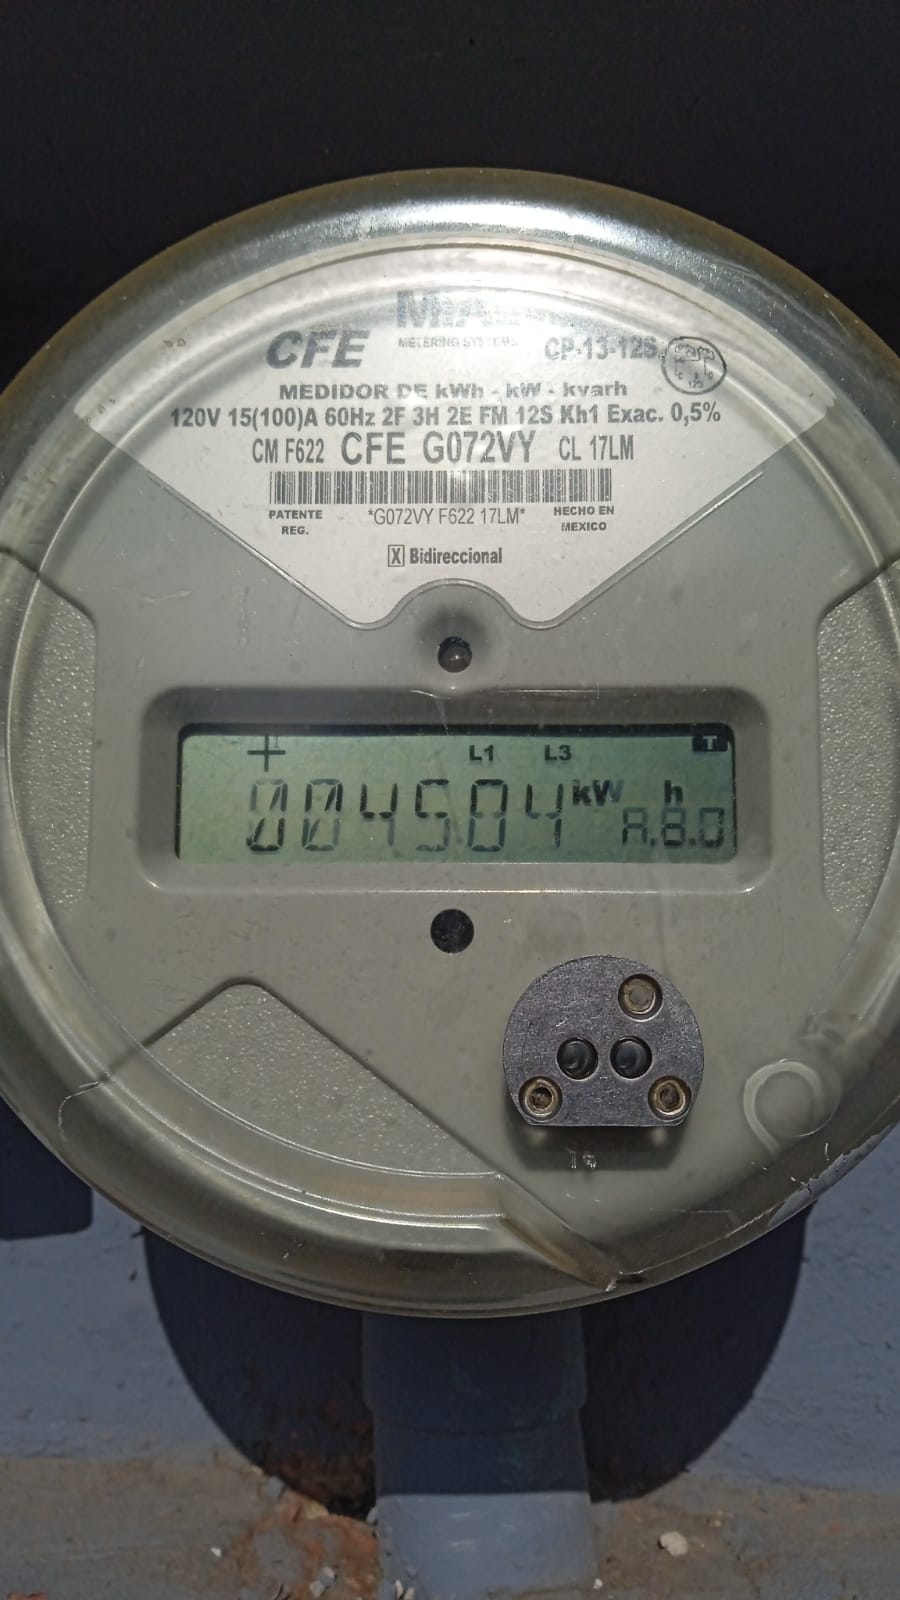 CFE
METERING SYSTEMS
CP-13-12S
MEDIDOR DE kWh - kW - kvarh
120V 15(100)A 60Hz 2F 3H 2E FM 12S Kh1 Exac. 0,5%
CM F622 CFE G072VY CL 17LM
PATENTE REG. *G072VY F622 17LM* HECHO EN MEXICO
X Bidireccional
+ L1 L3 T
004504 kW h A.8.0